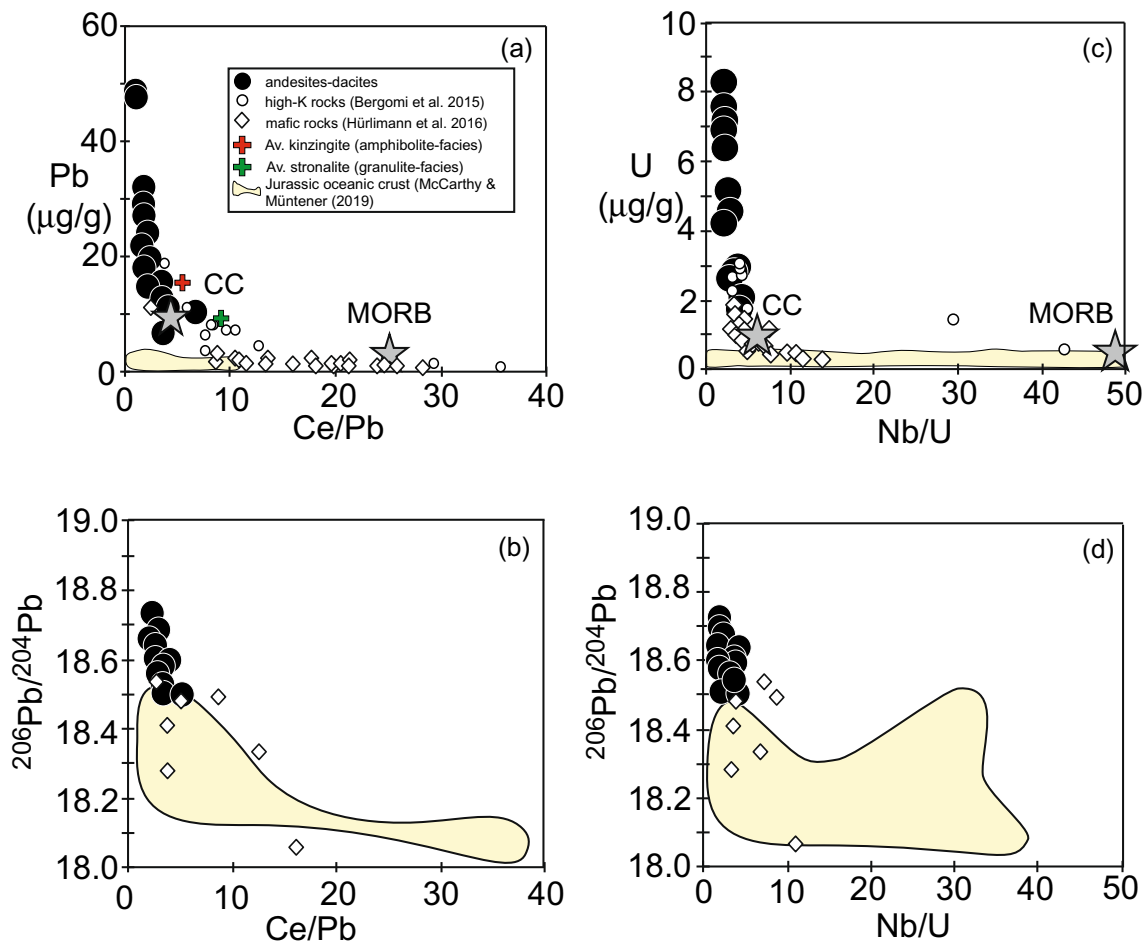 60
40
20
0
Pb
(µg/g)
(a)
andesites-dacites
high-K rocks (Bergomi et al. 2015)
mafic rocks (Hürlimann et al. 2016)
Av. kinzingite (amphibolite-facies)
Av. stronalite (granulite-facies)
Jurassic oceanic crust (McCarthy &
Müntener (2019)
CC
MORB
0 10 20 30 40
Ce/Pb
10
8
6
4
2
0
U
(µg/g)
(c)
CC
MORB
0 10 20 30 40 50
Nb/U
19.0
18.8
18.6
18.4
18.2
18.0
206Pb/204Pb
(b)
0 10 20 30 40
Ce/Pb
19.0
18.8
18.6
18.4
18.2
18.0
206Pb/204Pb
(d)
0 10 20 30 40 50
Nb/U